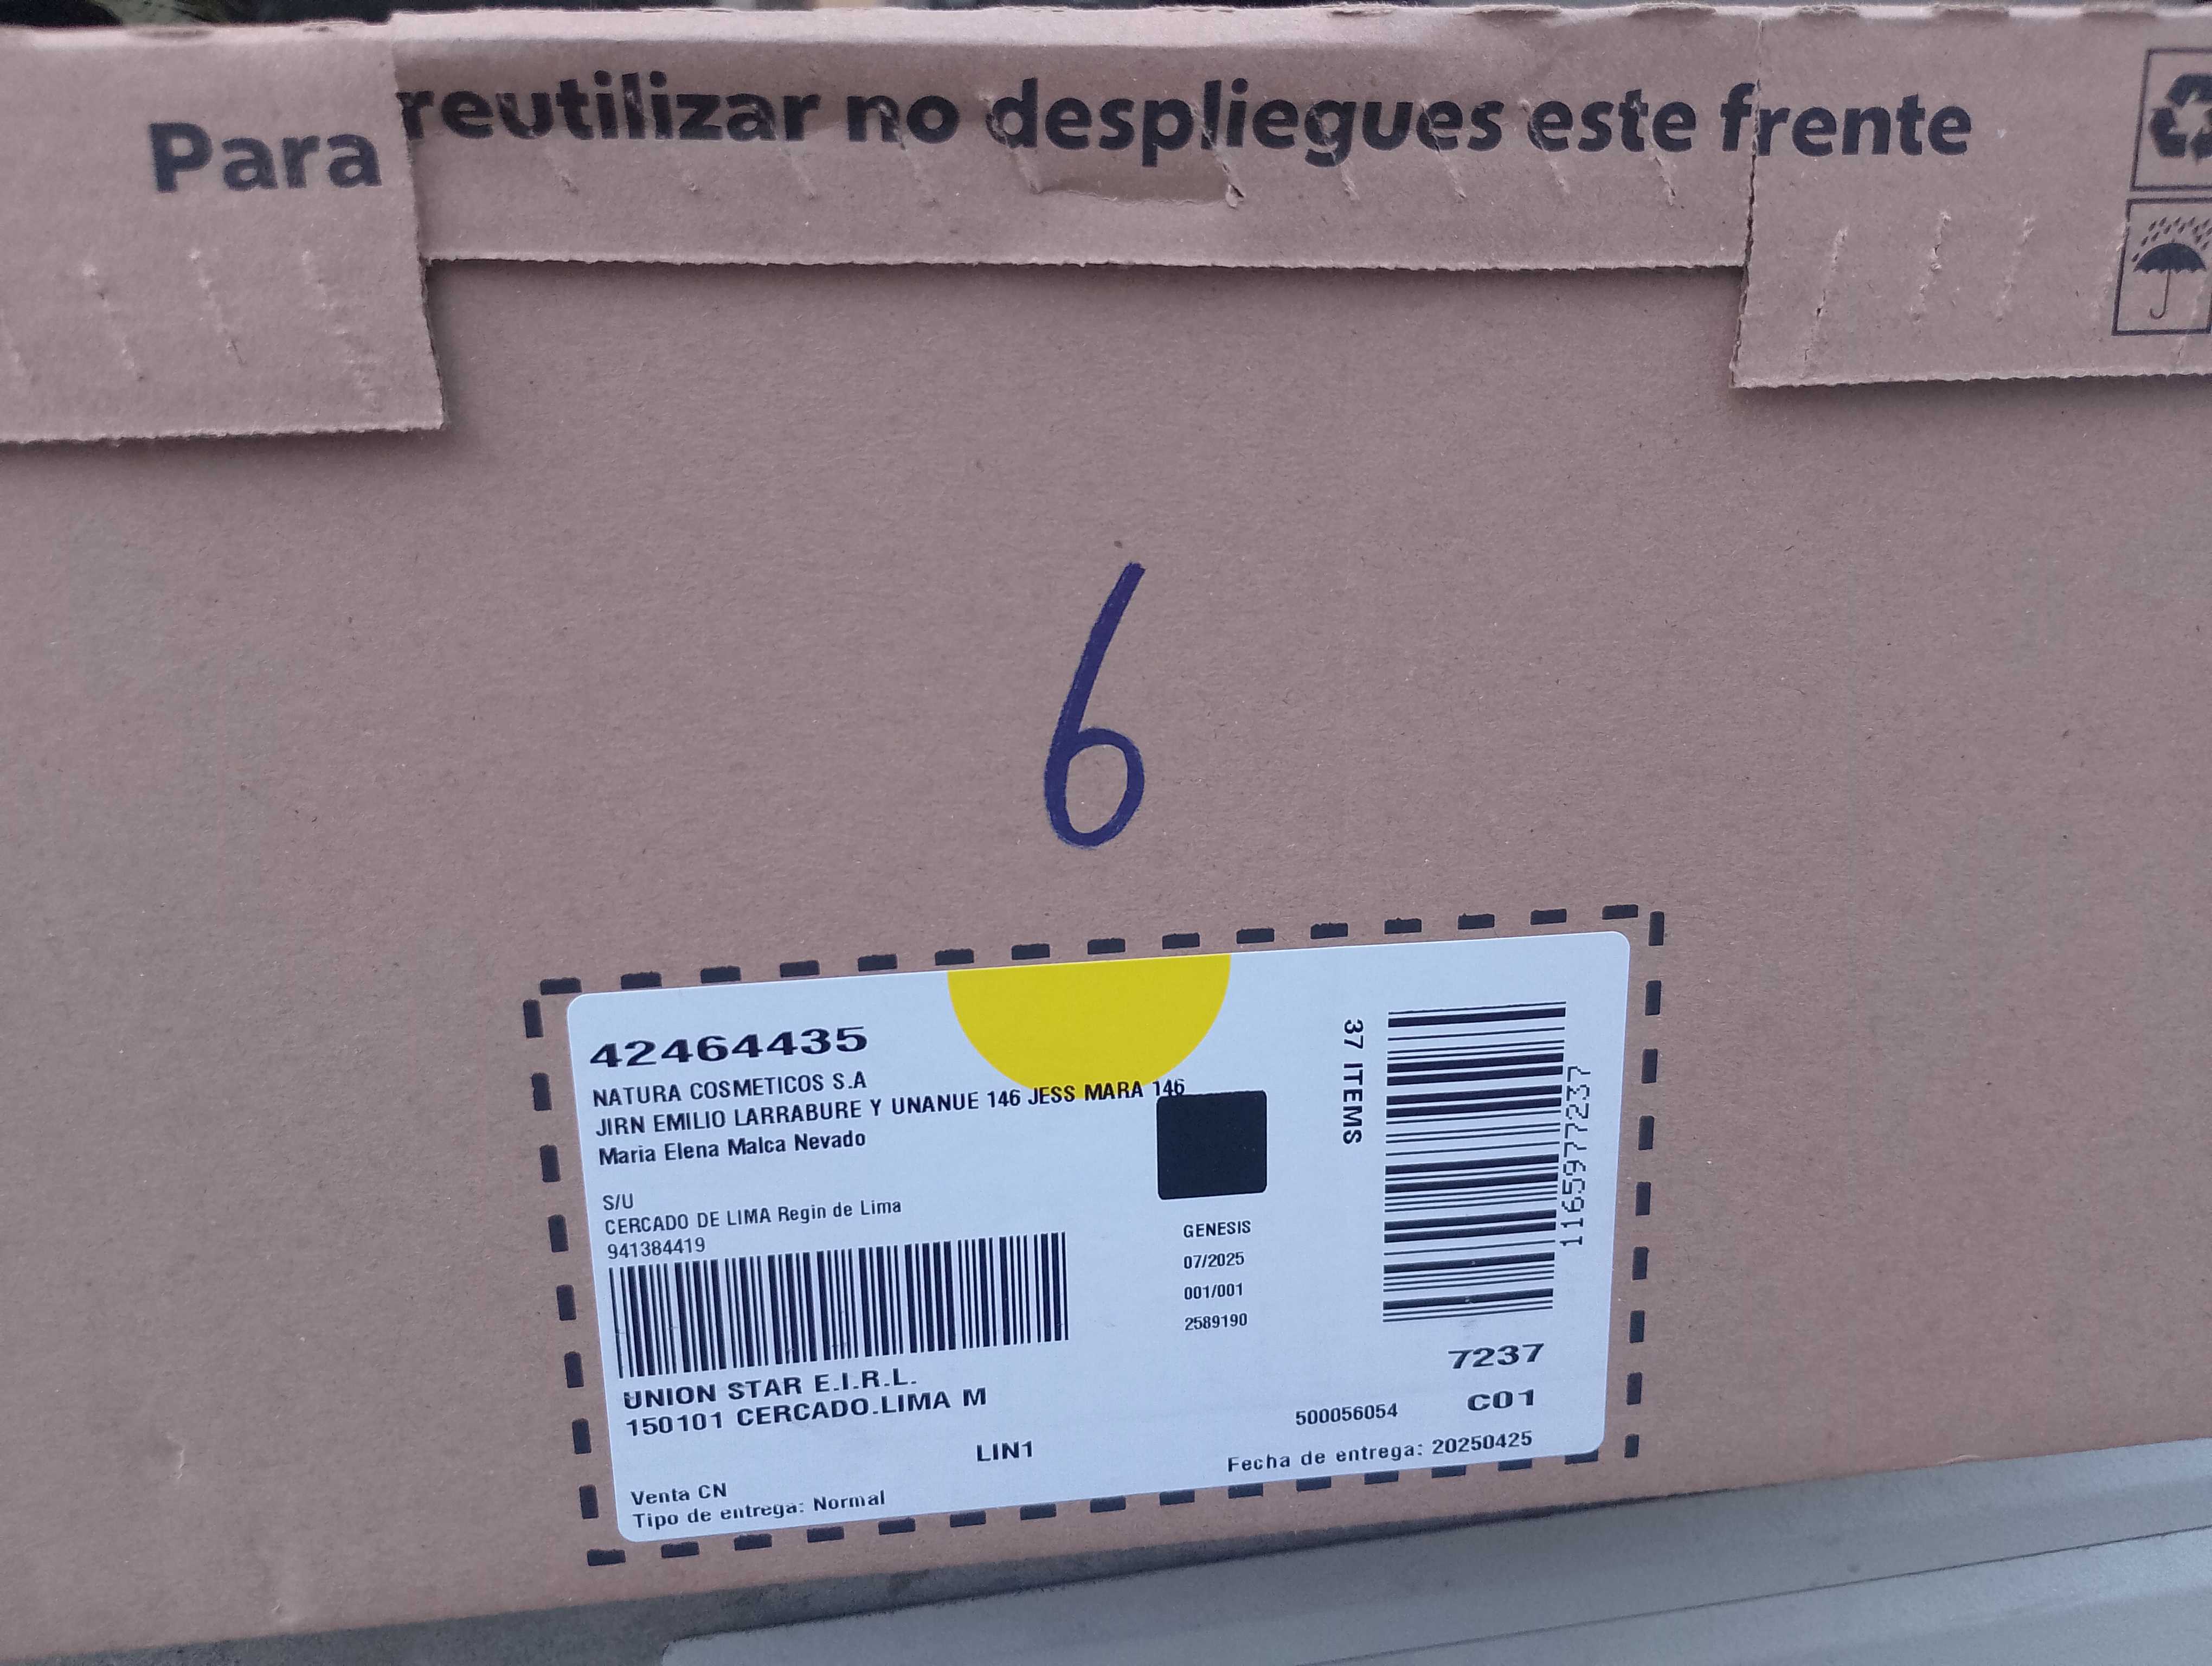 Para reutilizar no despliegues este frente
6
42464435
NATURA COSMETICOS S.A
JIRN EMILIO LARRABURE Y UNANUE 146 JESS MARA 146
Maria Elena Malca Nevado
S/U
CERCADO DE LIMA Regin de Lima
941384419
UNION STAR E.I.R.L.
150101 CERCADO.LIMA M
LIN1
Venta CN
Tipo de entrega: Normal
GENESIS
07/2025
001/001
2589190
37 ITEMS
11659777237
7237
500056054 C01
Fecha de entrega: 20250425